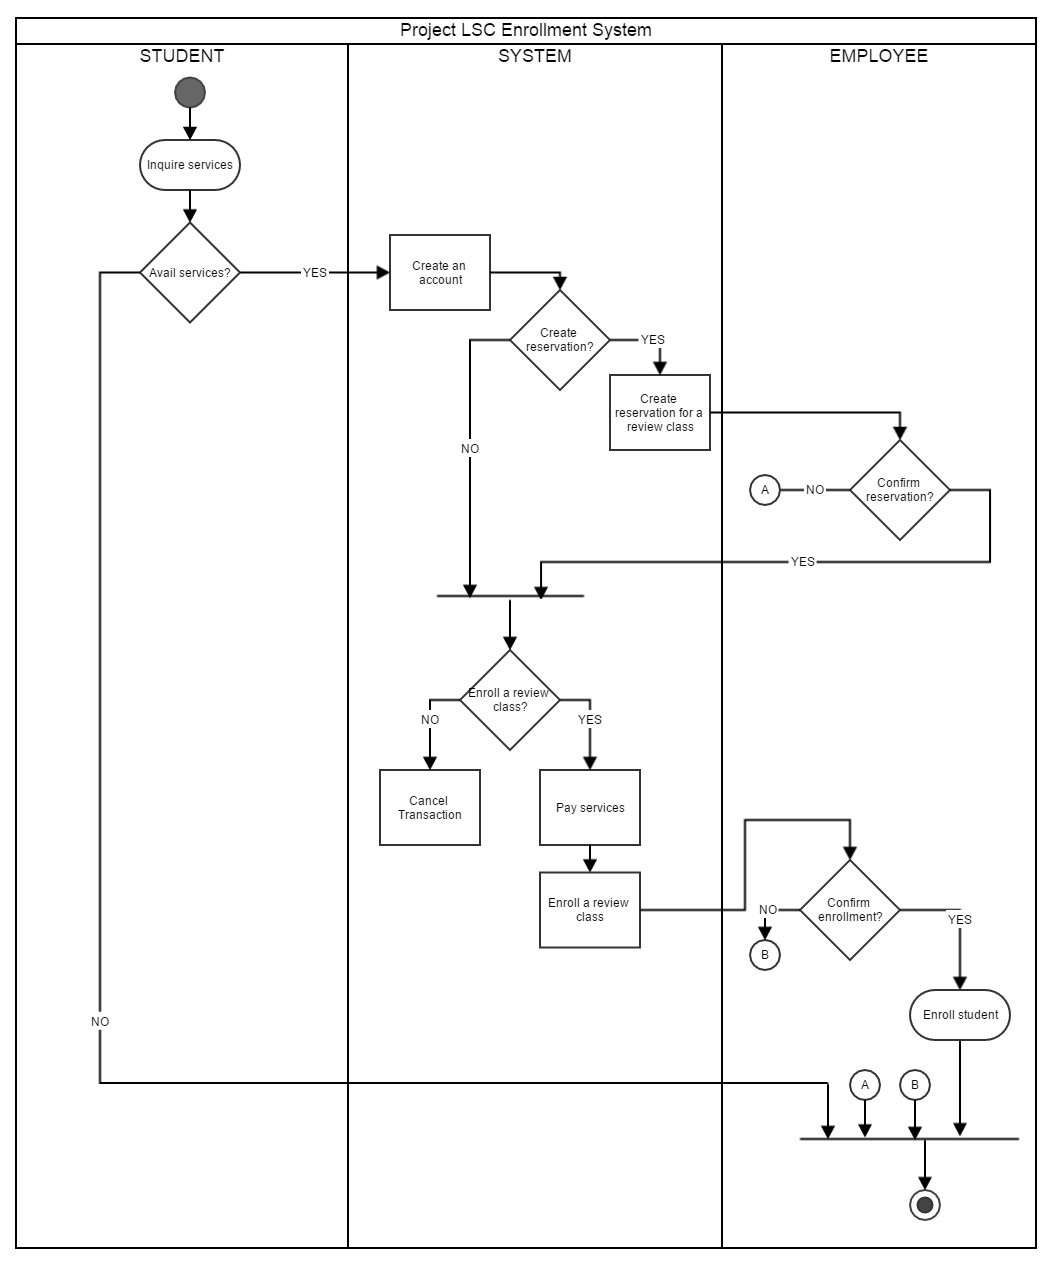 Project LSC Enrollment System
STUDENT
SYSTEM
EMPLOYEE
Inquire services
Avail services?
YES
Create an
account
Create
reservation?
YES
Create
reservation for a
review class
NO
A
NO
Confirm
reservation?
YES
Enroll a review
class?
NO
YES
Cancel
Transaction
Pay services
Enroll a review
class
NO
Confirm
enrollment?
YES
B
Enroll student
NO
A
B